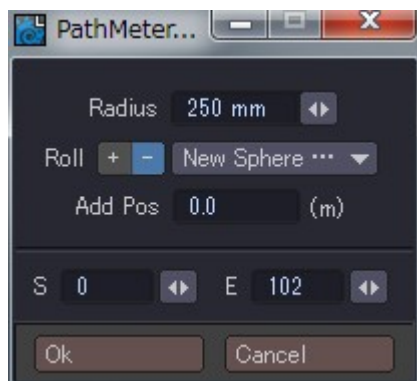 PathMeter...
Radius 250 mm
Roll + - New Sphere ...
Add Pos 0.0 (m)
S 0 E 102
Ok Cancel